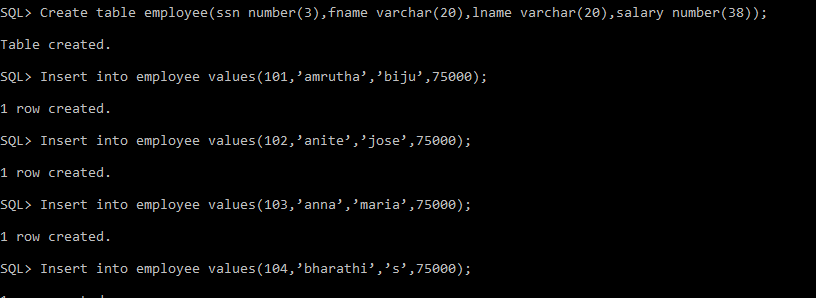 SQL> Create table employee(ssn number(3),fname varchar(20),lname varchar(20),salary number(38));
Table created.
SQL> Insert into employee values(101,’amrutha’,’biju’,75000);
1 row created.
SQL> Insert into employee values(102,’anite’,’jose’,75000);
1 row created.
SQL> Insert into employee values(103,’anna’,’maria’,75000);
1 row created.
SQL> Insert into employee values(104,’bharathi’,’s’,75000);